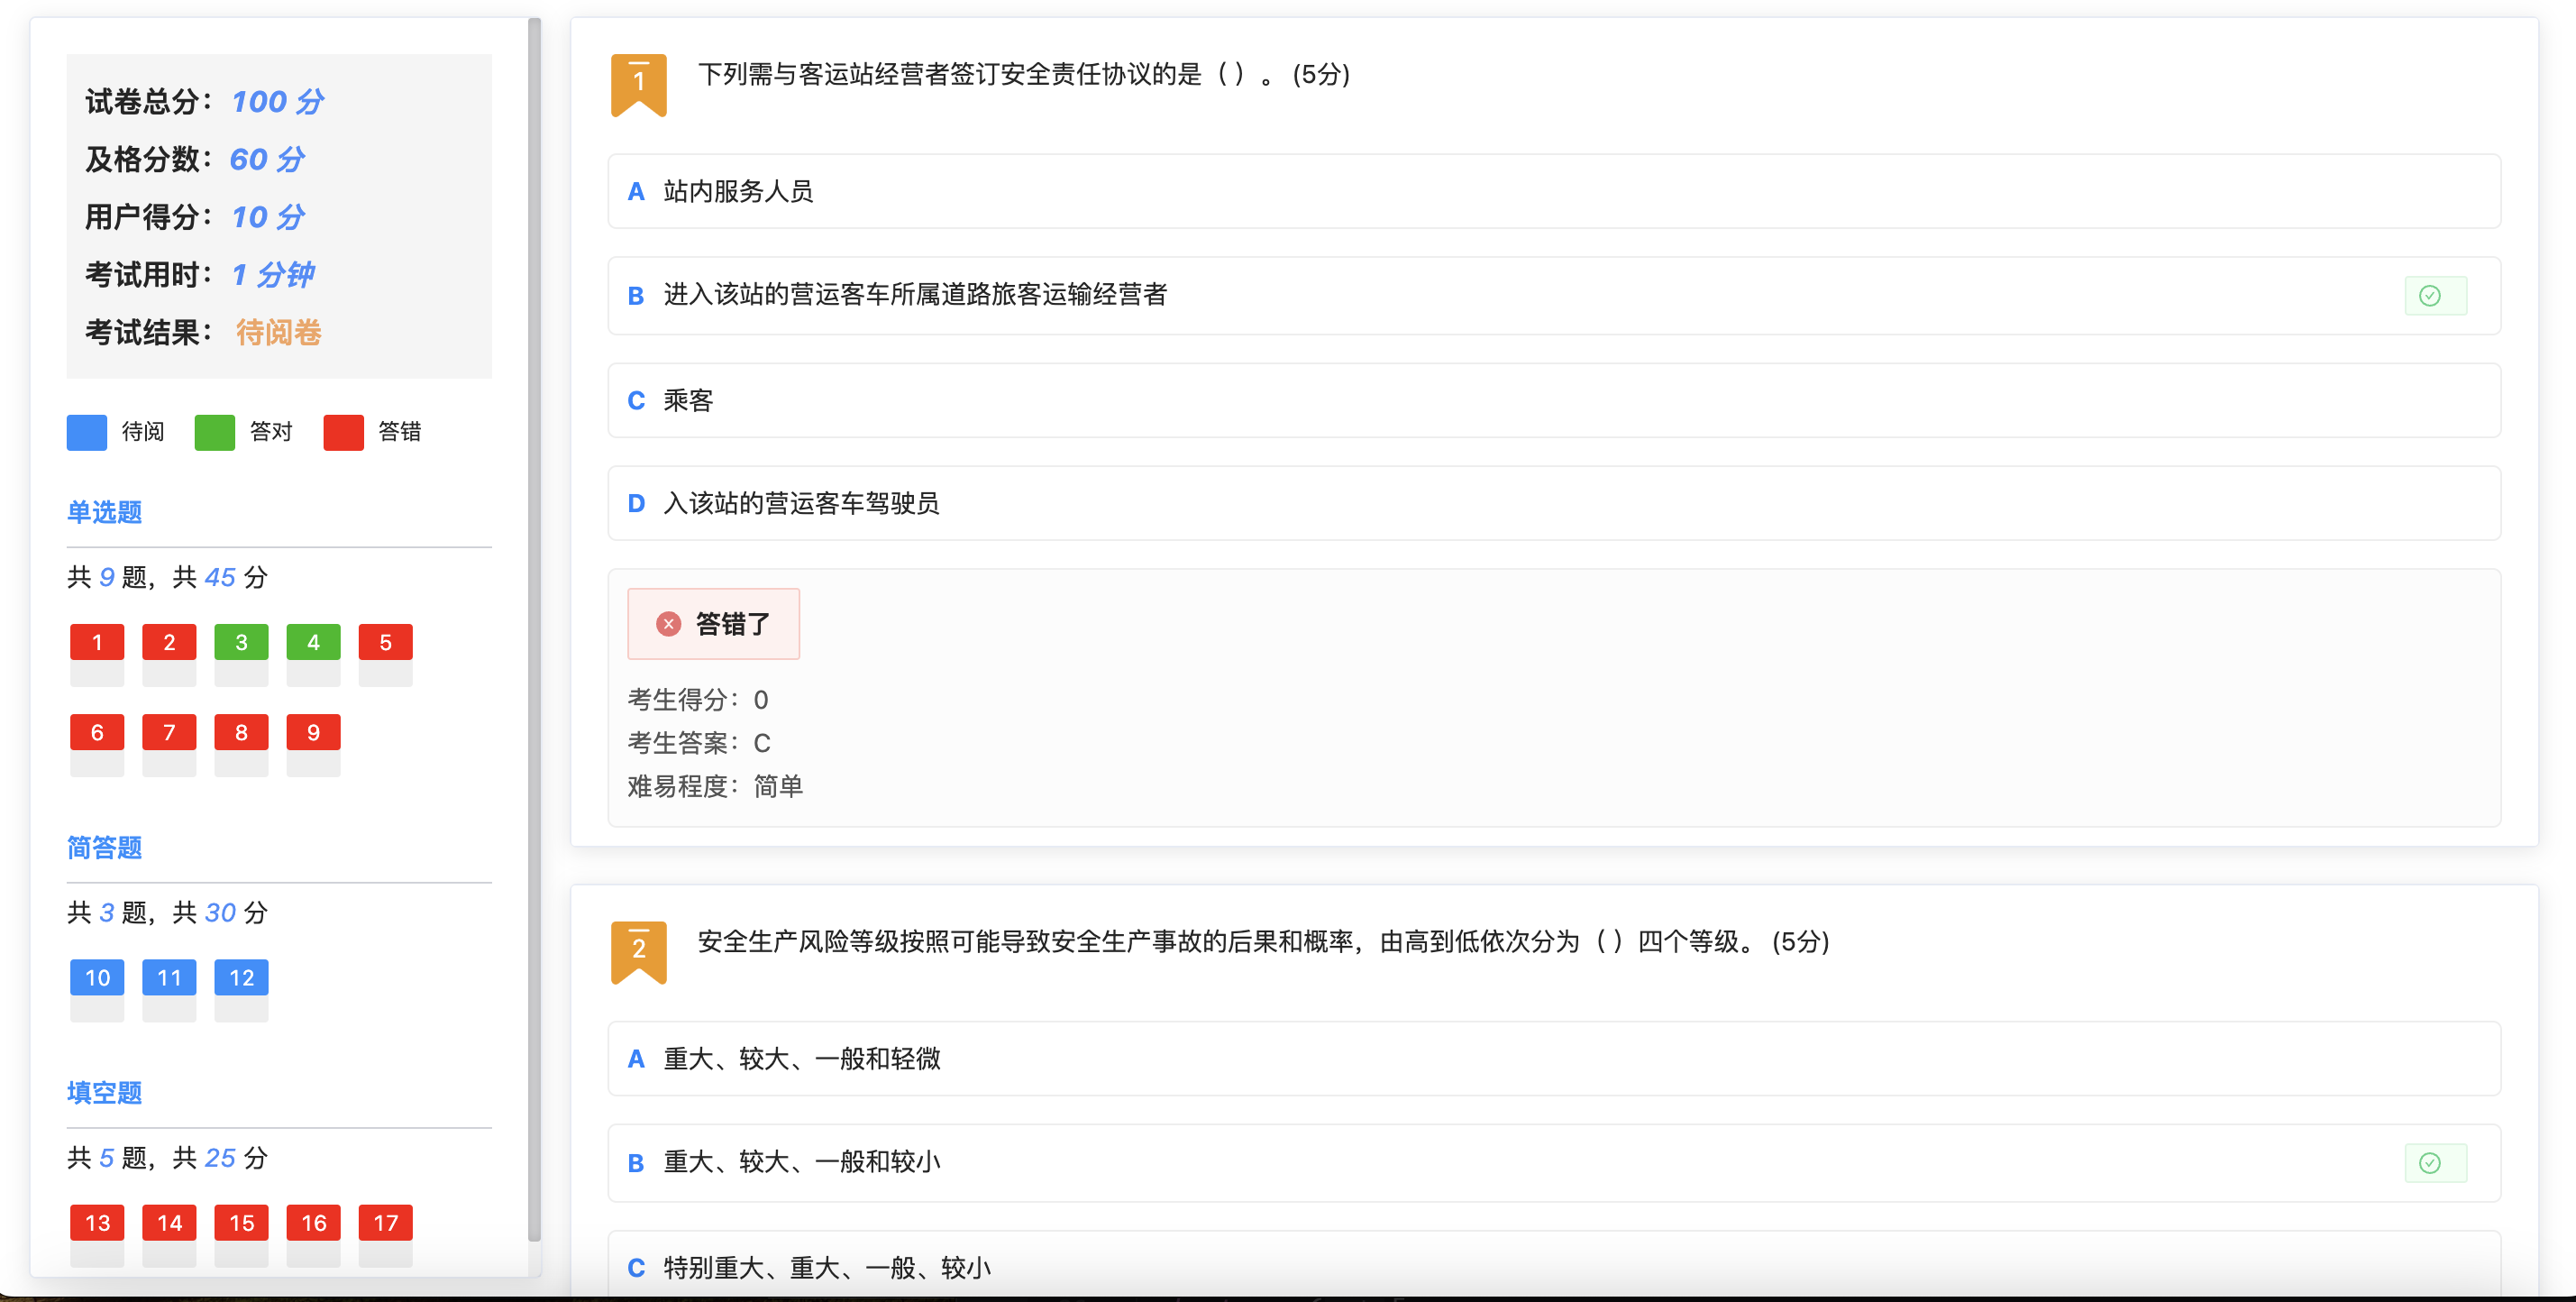 试卷总分：100 分
及格分数：60 分
用户得分：10 分
考试用时：1 分钟
考试结果：待阅卷
待阅 答对 答错
单选题
共 9 题，共 45 分
1 2 3 4 5
6 7 8 9
简答题
共 3 题，共 30 分
10 11 12
填空题
共 5 题，共 25 分
13 14 15 16 17
1 下列需与客运站经营者签订安全责任协议的是（ ）。 (5分)
A 站内服务人员
B 进入该站的营运客车所属道路旅客运输经营者
C 乘客
D 入该站的营运客车驾驶员
答错了
考生得分：0
考生答案：C
难易程度：简单
2 安全生产风险等级按照可能导致安全生产事故的后果和概率，由高到低依次分为（ ）四个等级。 (5分)
A 重大、较大、一般和轻微
B 重大、较大、一般和较小
C 特别重大、重大、一般、较小